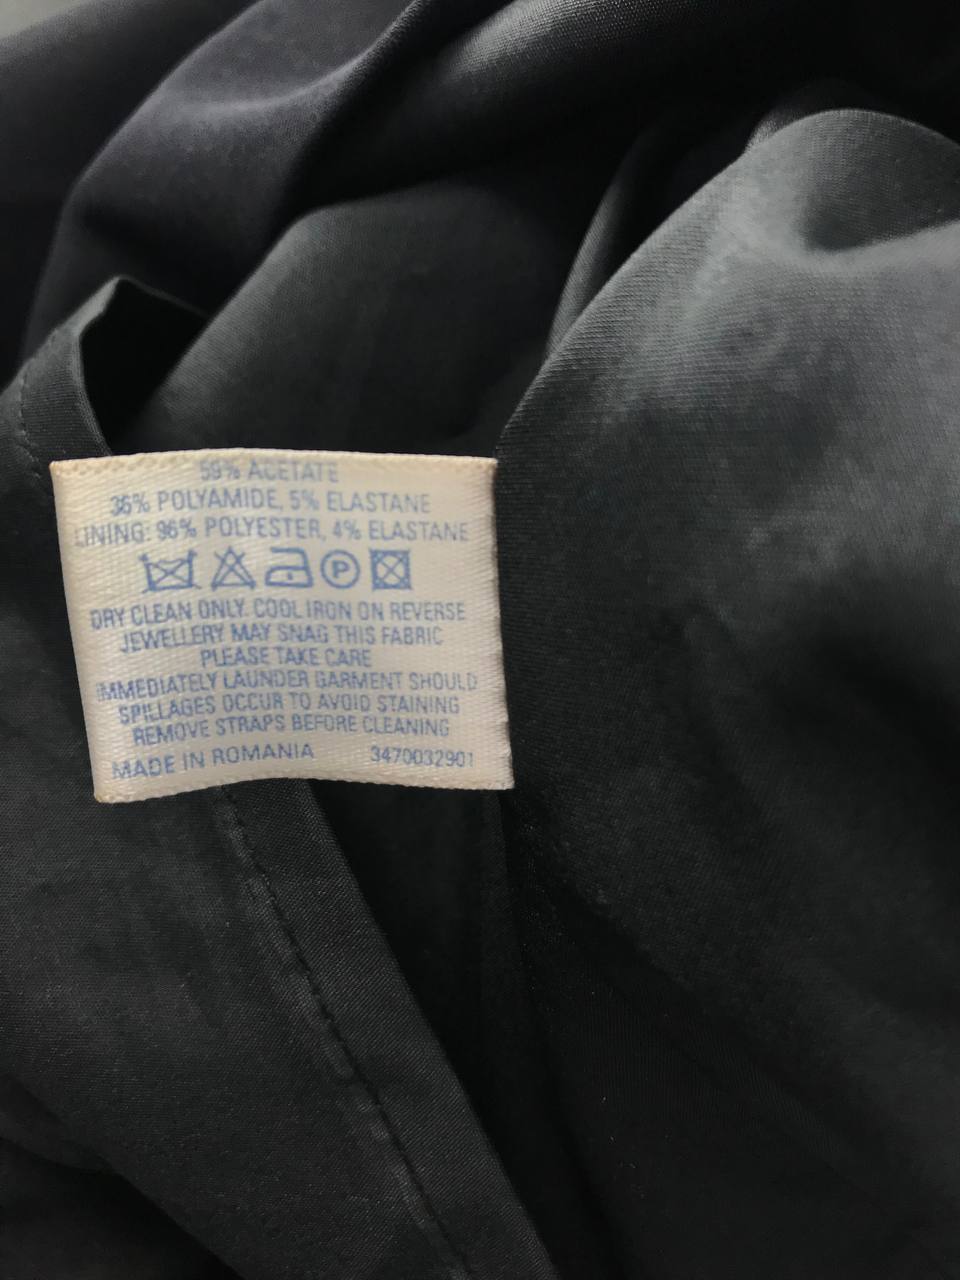 59% ACETATE
36% POLYAMIDE, 5% ELASTANE
LINING: 96% POLYESTER, 4% ELASTANE
P
DRY CLEAN ONLY. COOL IRON ON REVERSE
JEWELLERY MAY SNAG THIS FABRIC
PLEASE TAKE CARE
IMMEDIATELY LAUNDER GARMENT SHOULD
SPILLAGES OCCUR TO AVOID STAINING
REMOVE STRAPS BEFORE CLEANING
MADE IN ROMANIA 3470032901